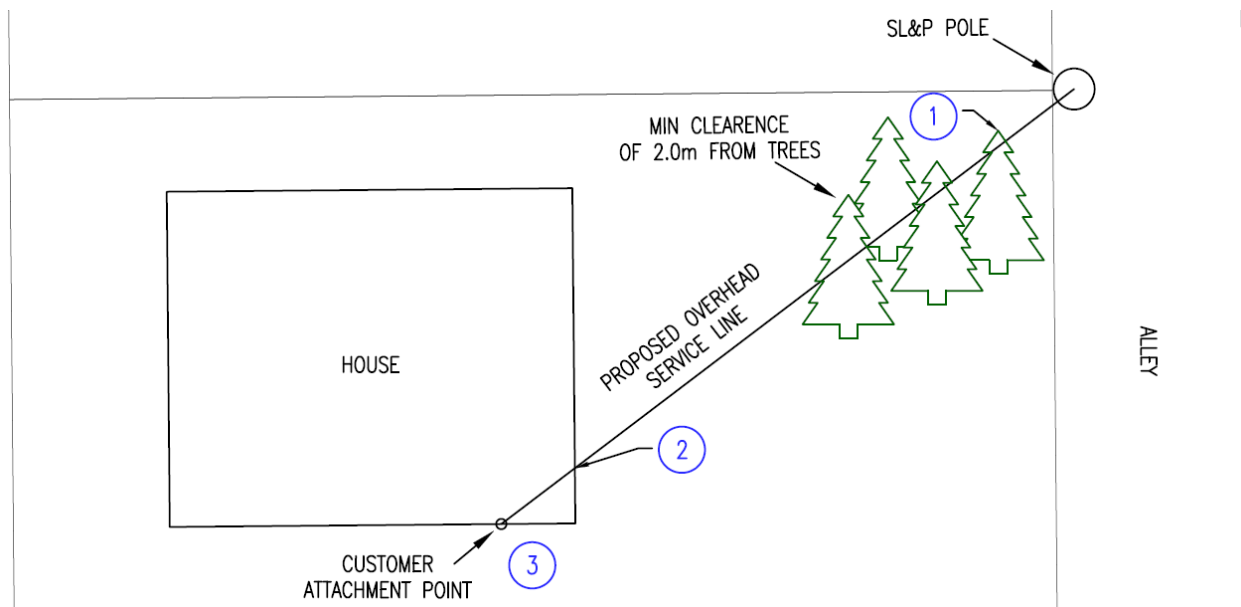 SL&P POLE
1
MIN CLEARENCE
OF 2.0m FROM TREES
PROPOSED OVERHEAD
SERVICE LINE
ALLEY
HOUSE
2
CUSTOMER
ATTACHMENT POINT
3